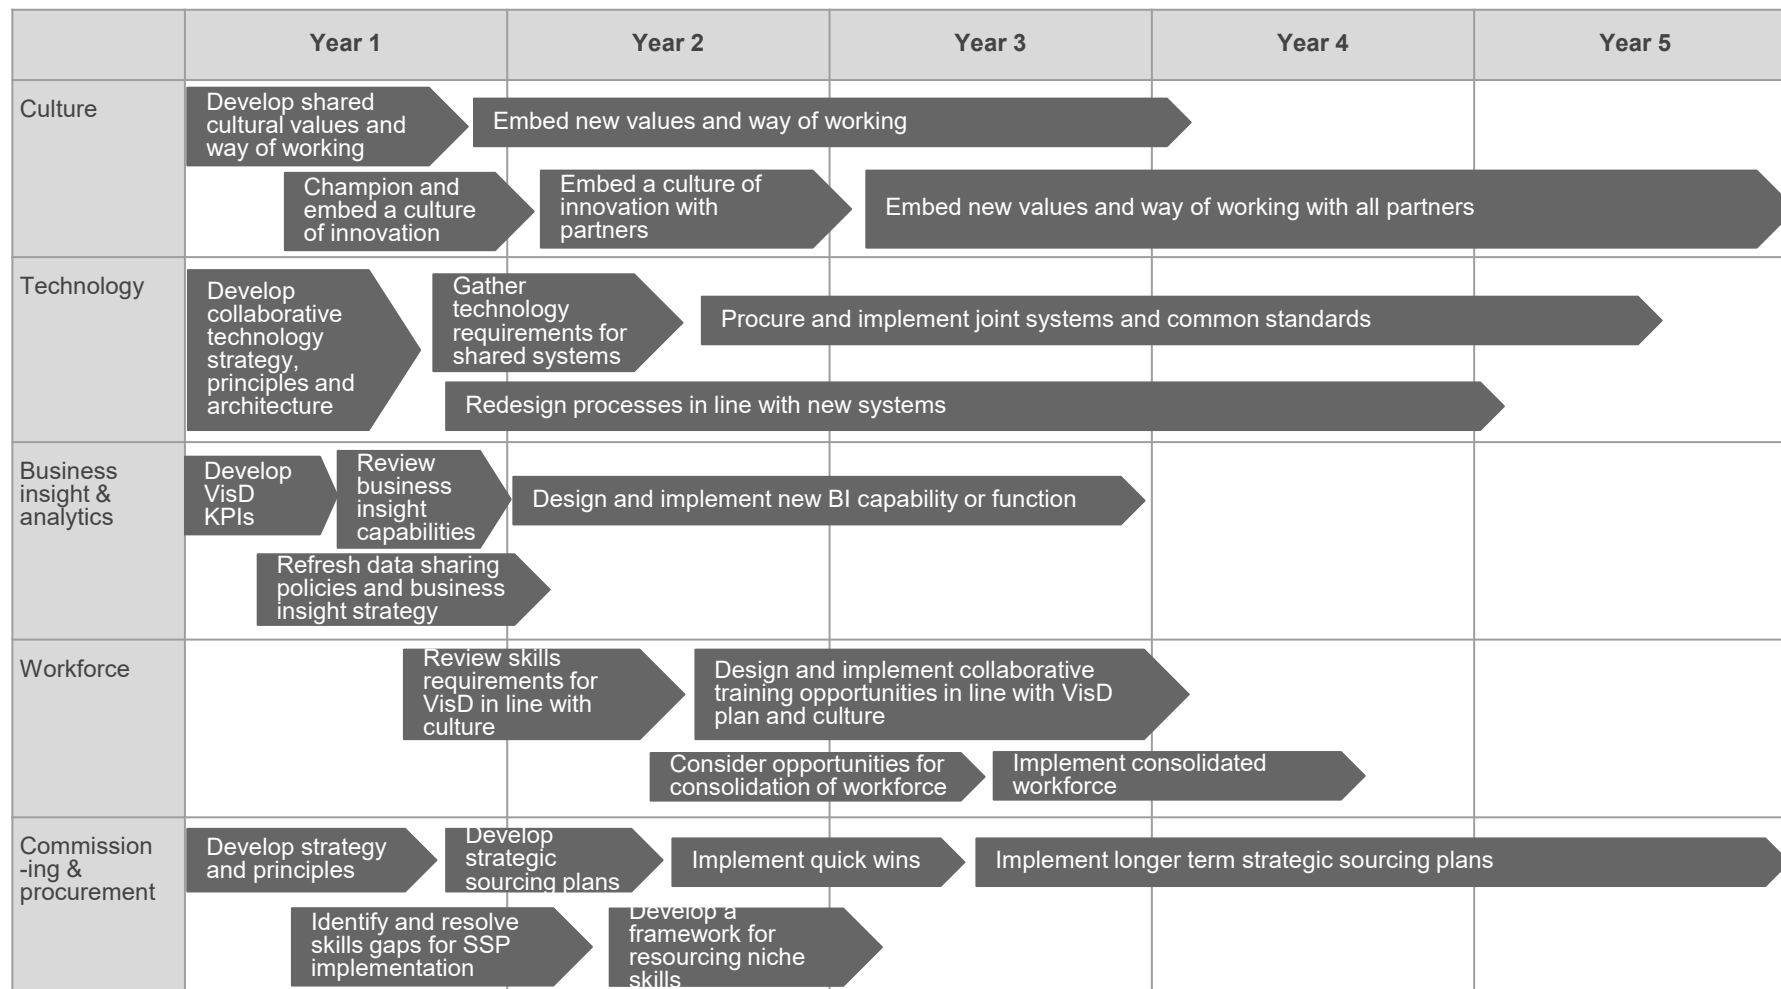 Year 1
Year 2
Year 3
Year 4
Year 5
Culture
Develop shared
cultural values and
way of working
Embed new values and way of working
Champion and
embed a culture
of innovation
Embed a culture of
innovation with
partners
Embed new values and way of working with all partners
Technology
Develop
collaborative
technology
strategy,
principles and
architecture
Gather
technology
requirements for
shared systems
Procure and implement joint systems and common standards
Redesign processes in line with new systems
Business
insight &
analytics
Develop
VisD
KPIs
Review
business
insight
capabilities
Design and implement new BI capability or function
Refresh data sharing
policies and business
insight strategy
Workforce
Review skills
requirements for
VisD in line with
culture
Design and implement collaborative
training opportunities in line with VisD
plan and culture
Consider opportunities for
consolidation of workforce
Implement consolidated
workforce
Commission
-ing &
procurement
Develop strategy
and principles
Develop
strategic
sourcing plans
Implement quick wins
Implement longer term strategic sourcing plans
Identify and resolve
skills gaps for SSP
implementation
Develop a
framework for
resourcing niche
skills